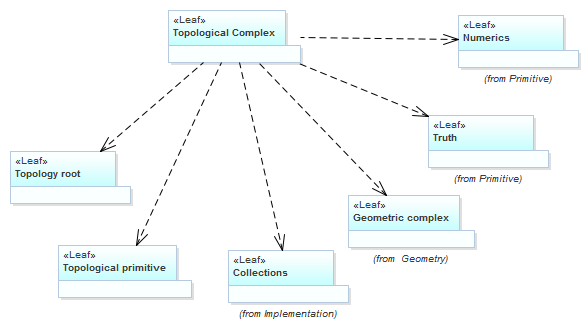 «Leaf»
Topological Complex
«Leaf»
Numerics
(from Primitive)
«Leaf»
Truth
(from Primitive)
«Leaf»
Topology root
«Leaf»
Geometric complex
(from  Geometry)
«Leaf»
Topological primitive
«Leaf»
Collections
(from Implementation)